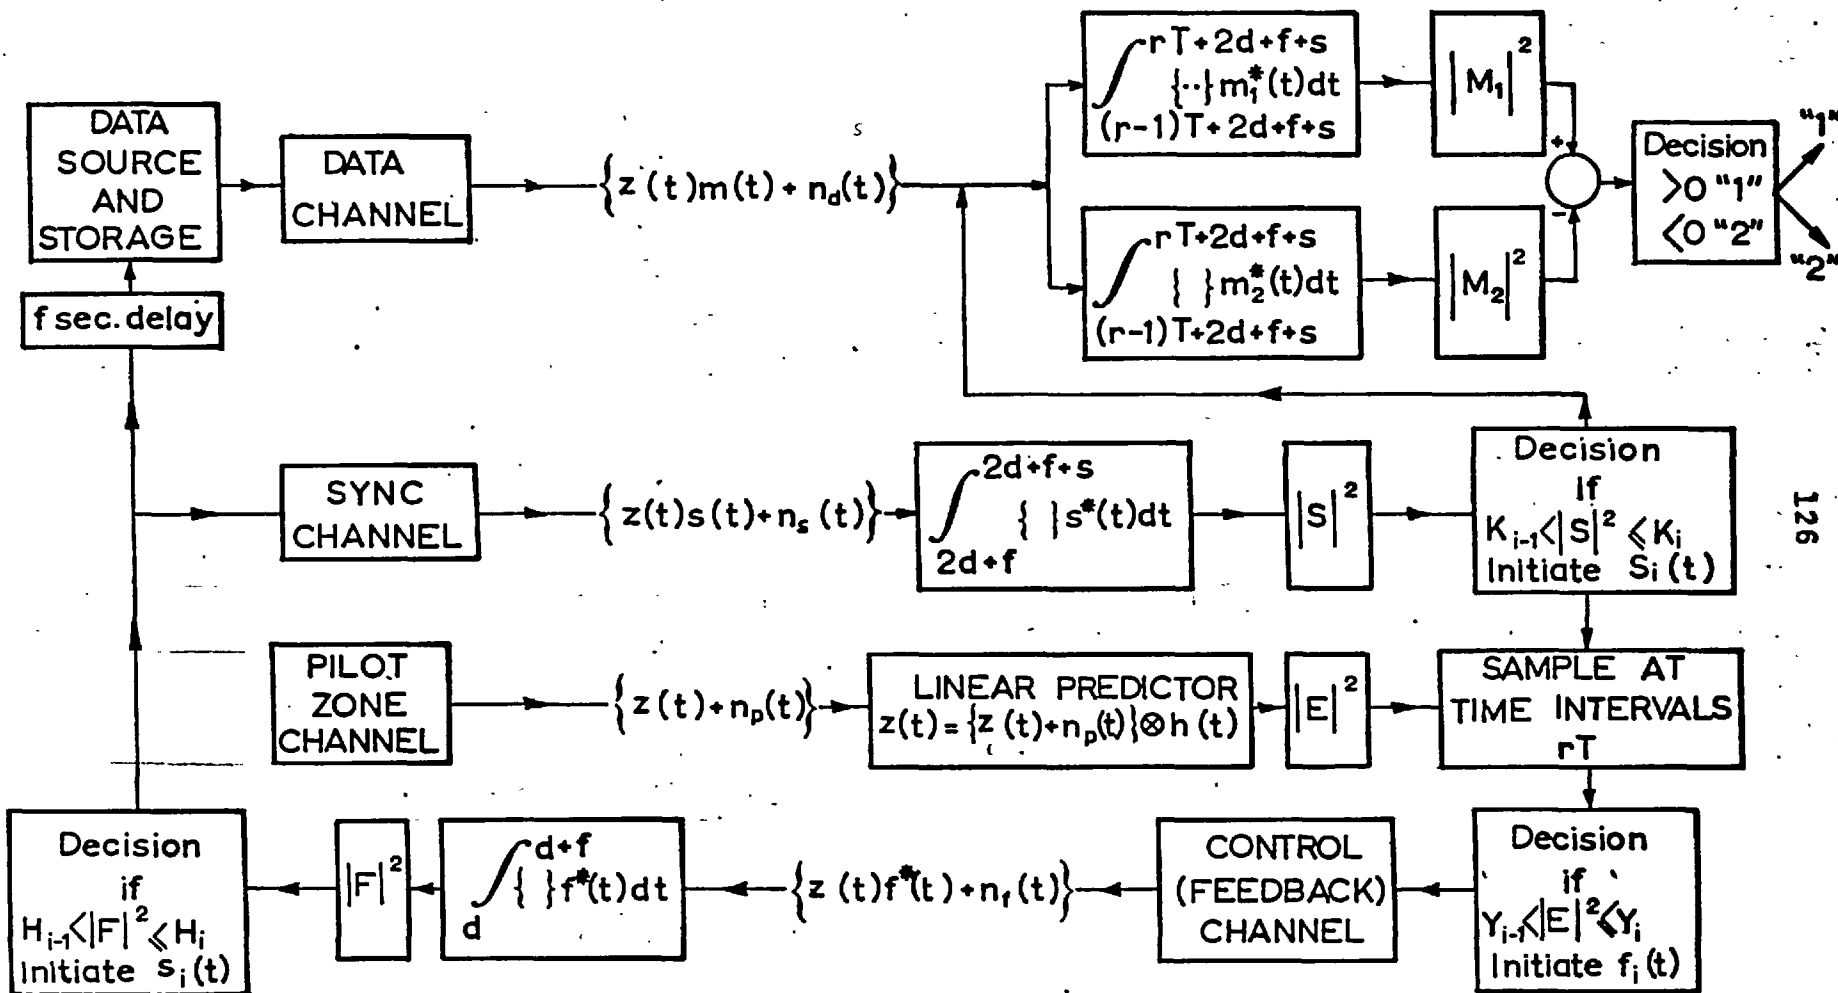 DATA
SOURCE
AND
STORAGE
f sec. delay
DATA
CHANNEL
{z(t)m(t) + n_d(t)}
∫ rT+2d+f+s
{··}m₁*(t)dt
(r-1)T+2d+f+s
|M₁|²
∫ rT+2d+f+s
{ }m₂*(t)dt
(r-1)T+2d+f+s
|M₂|²
+
-
Decision
>0 "1"
<0 "2"
"1"
"2"
s
SYNC
CHANNEL
{z(t)s(t)+n_s(t)}
∫ 2d+f+s
{ }s*(t)dt
2d+f
|S|²
Decision
if
K_{i-1}<|S|² ⩽K_i
Initiate S_i(t)
126
PILOT
ZONE
CHANNEL
{z(t)+n_p(t)}
LINEAR PREDICTOR
z(t) = {z(t)+n_p(t)}⊗h(t)
|E|²
SAMPLE AT
TIME INTERVALS
rT
Decision
if
H_{i-1}<|F|²⩽H_i
Initiate s_i(t)
|F|²
∫ d+f
{ }f*(t)dt
d
{z(t)f*(t)+n_f(t)}
CONTROL
(FEEDBACK)
CHANNEL
Decision
if
Y_{i-1}<|E|²⩽Y_i
Initiate f_i(t)